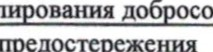 пирования добросо
предостережения